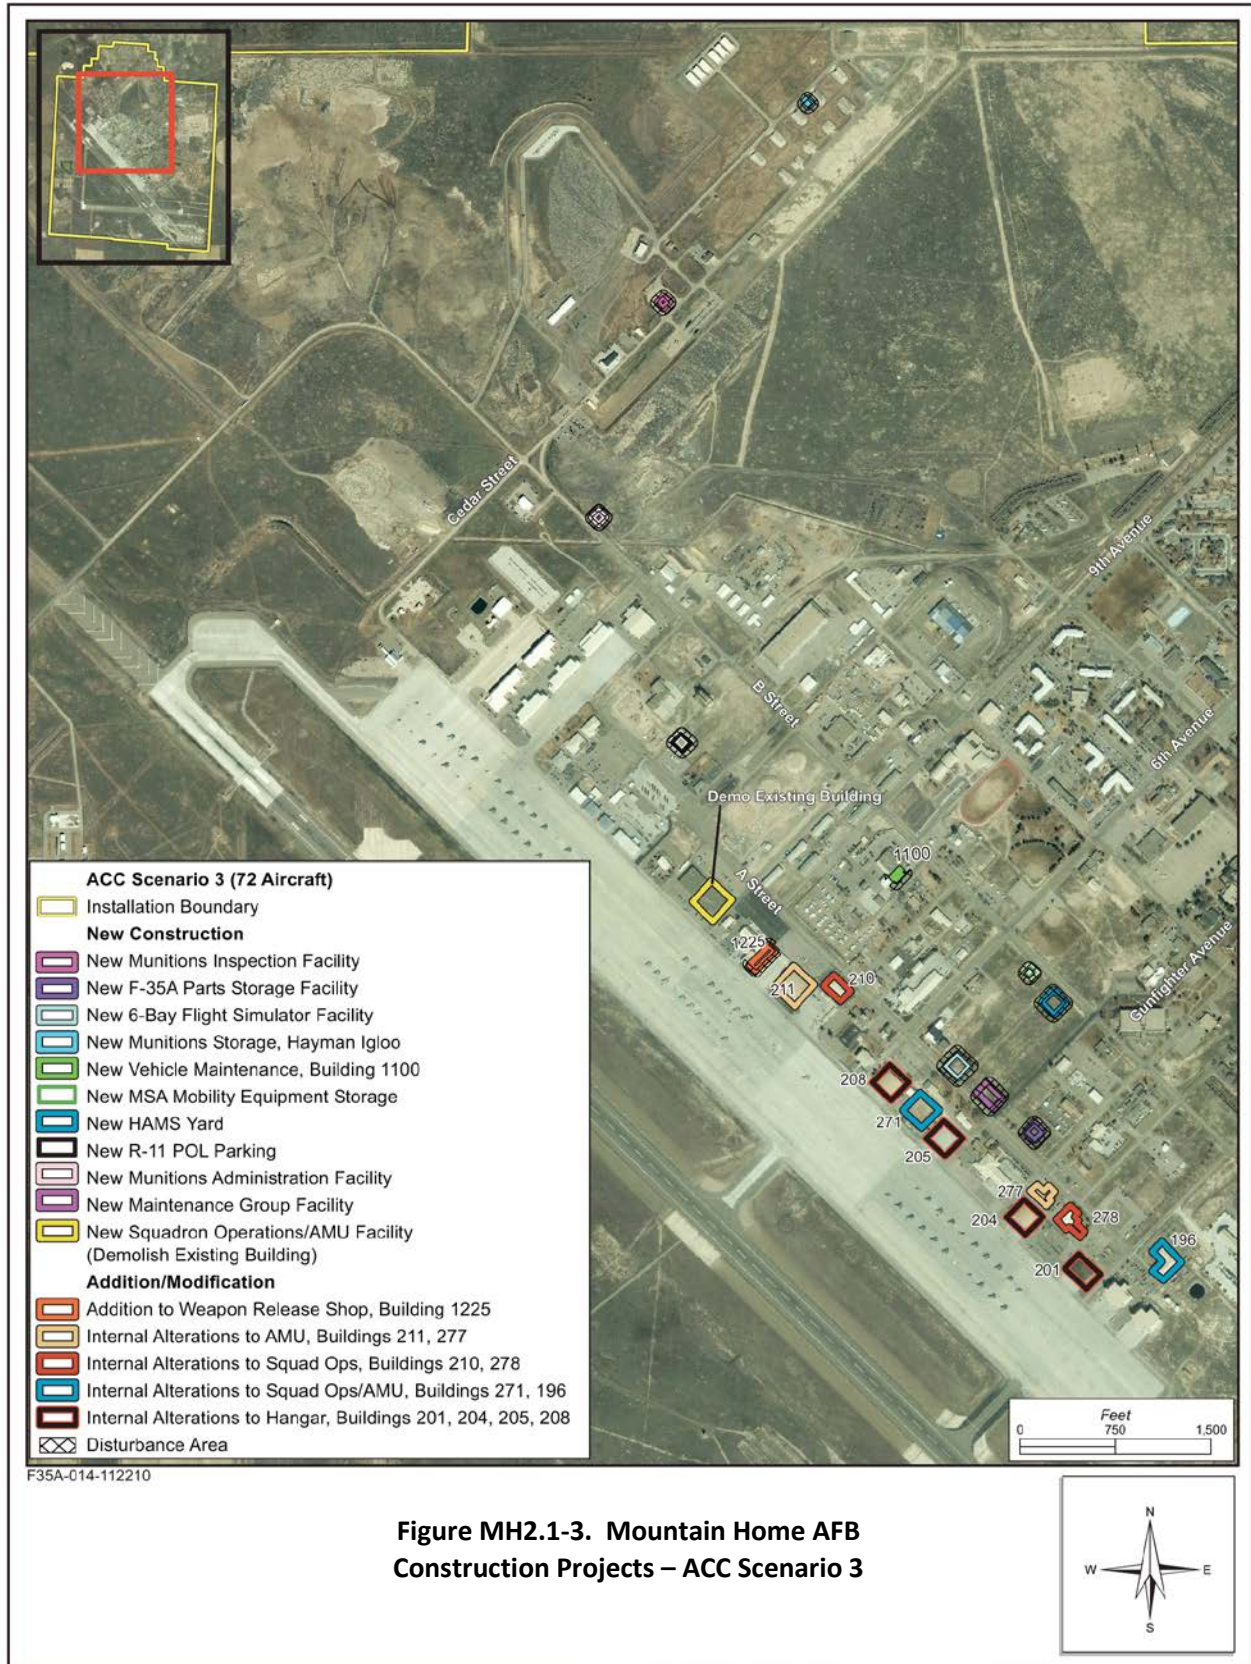 Cedar Street
9th Avenue
B Street
6th Avenue
Demo Existing Building
1100
A Street
1225
210
211
Gunfighter Avenue
208
271
205
277
204
278
196
201
ACC Scenario 3 (72 Aircraft)
Installation Boundary
New Construction
New Munitions Inspection Facility
New F-35A Parts Storage Facility
New 6-Bay Flight Simulator Facility
New Munitions Storage, Hayman Igloo
New Vehicle Maintenance, Building 1100
New MSA Mobility Equipment Storage
New HAMS Yard
New R-11 POL Parking
New Munitions Administration Facility
New Maintenance Group Facility
New Squadron Operations/AMU Facility
(Demolish Existing Building)
Addition/Modification
Addition to Weapon Release Shop, Building 1225
Internal Alterations to AMU, Buildings 211, 277
Internal Alterations to Squad Ops, Buildings 210, 278
Internal Alterations to Squad Ops/AMU, Buildings 271, 196
Internal Alterations to Hangar, Buildings 201, 204, 205, 208
Disturbance Area
Feet
0 750 1,500
F35A-014-112210
Figure MH2.1-3. Mountain Home AFB
Construction Projects – ACC Scenario 3
N
W E
S